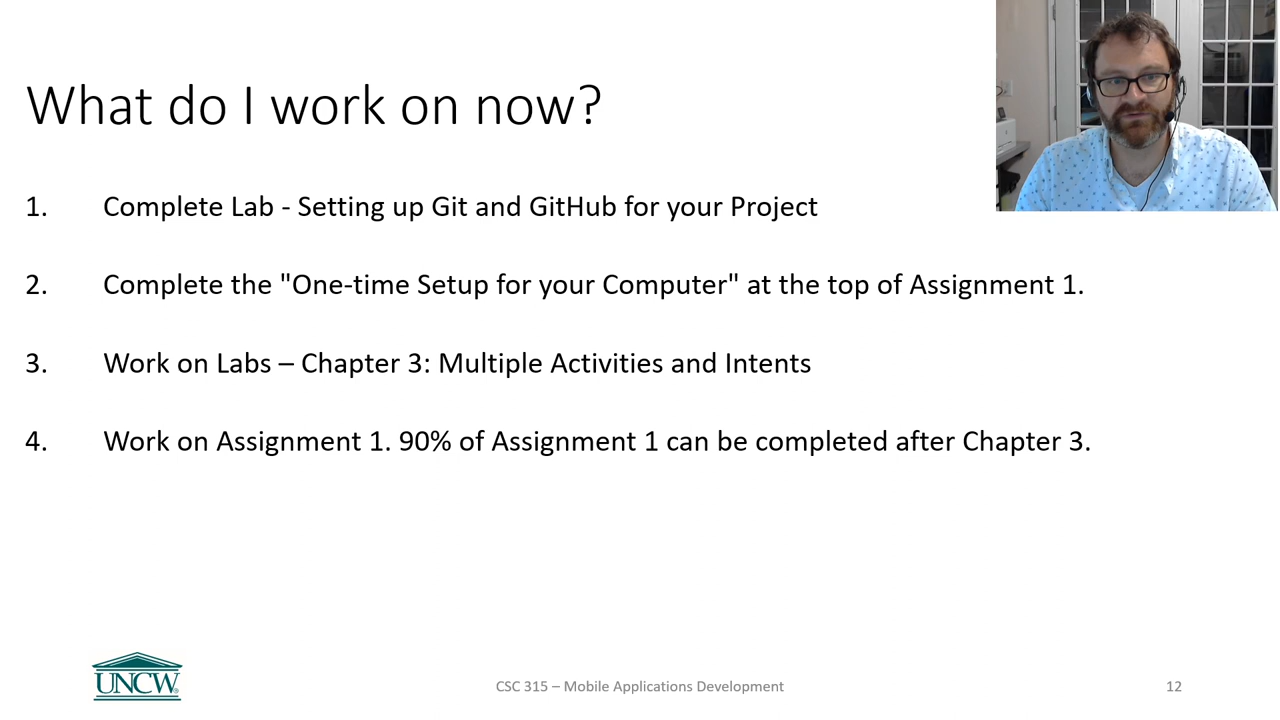 What do I work on now?
1. Complete Lab - Setting up Git and GitHub for your Project
2. Complete the "One-time Setup for your Computer" at the top of Assignment 1.
3. Work on Labs – Chapter 3: Multiple Activities and Intents
4. Work on Assignment 1. 90% of Assignment 1 can be completed after Chapter 3.
UNCW®
CSC 315 – Mobile Applications Development
12